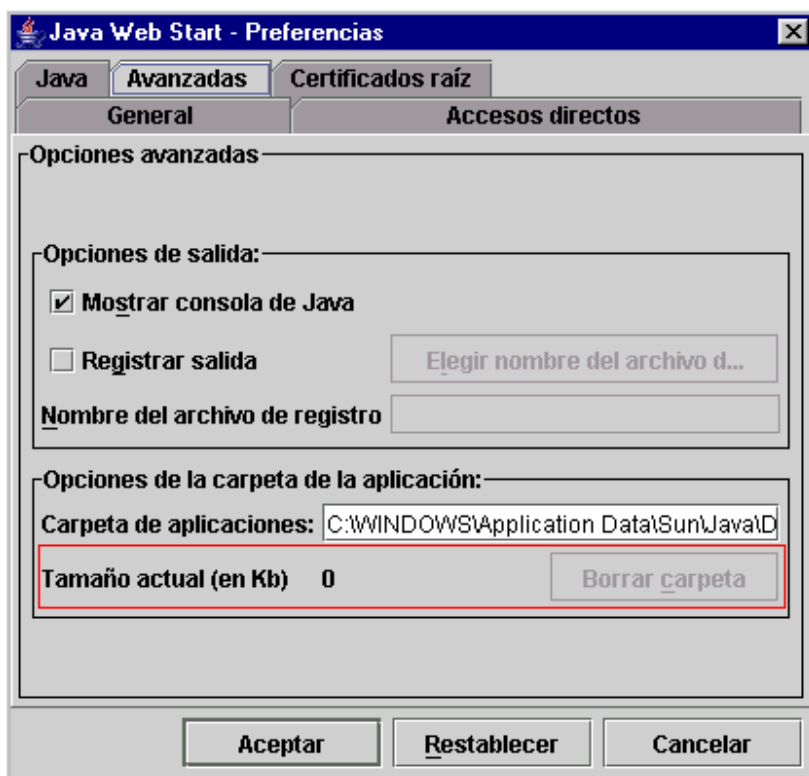 Java Web Start - Preferencias
Java Avanzadas Certificados raíz
General Accesos directos
Opciones avanzadas
Opciones de salida:
Mostrar consola de Java
Registrar salida Elegir nombre del archivo d...
Nombre del archivo de registro
Opciones de la carpeta de la aplicación:
Carpeta de aplicaciones: C:\WINDOWS\Application Data\Sun\Java\D
Tamaño actual (en Kb) 0 Borrar carpeta
Aceptar Restablecer Cancelar